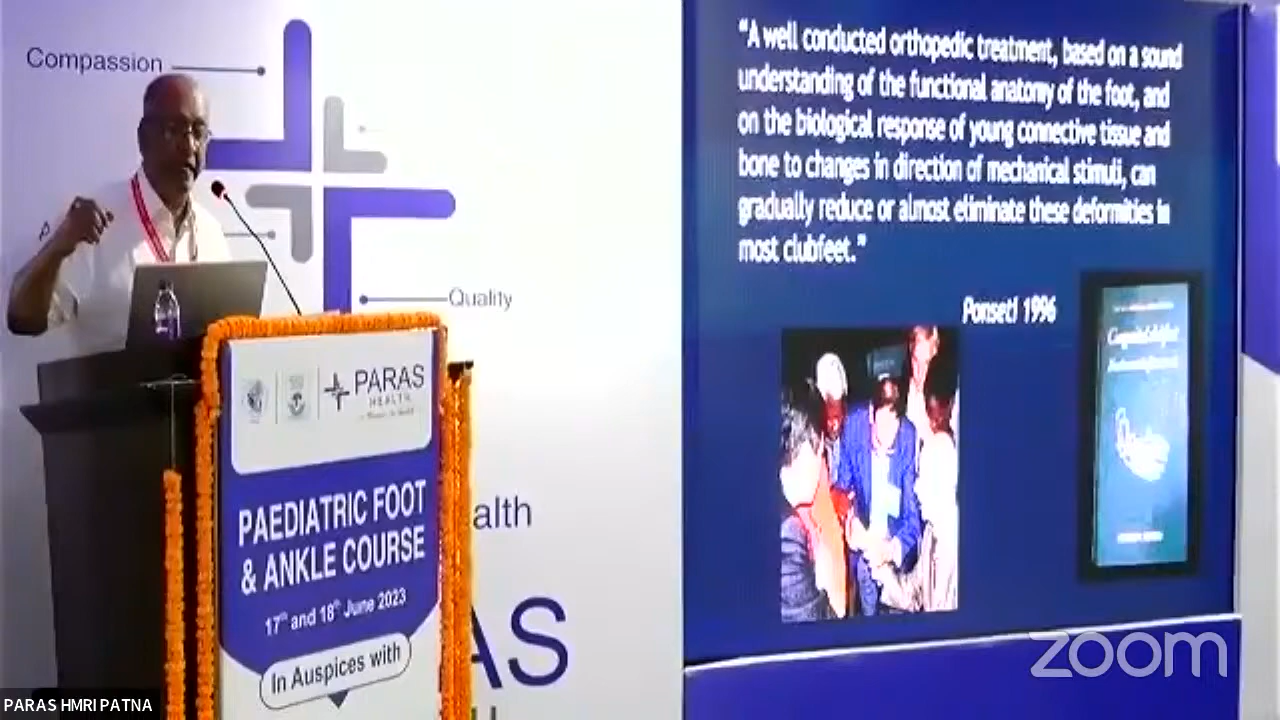 Compassion
Quality
ealth
AS
PARAS
HEALTH
PAEDIATRIC FOOT
& ANKLE COURSE
17th and 18th June 2023
In Auspices with
"A well conducted orthopedic treatment, based on a sound
understanding of the functional anatomy of the foot, and
on the biological response of young connective tissue and
bone to changes in direction of mechanical stimuli, can
gradually reduce or almost eliminate these deformities in
most clubfeet."
Ponseti 1996
zoom
PARAS HMRI PATNA